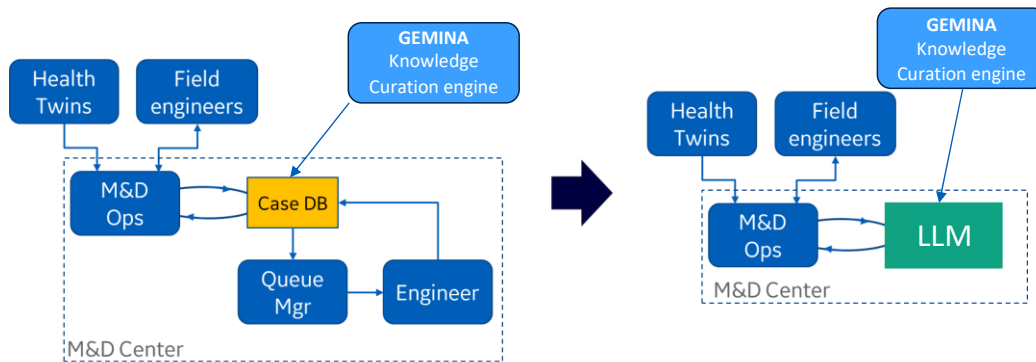 GEMINA
Knowledge
Curation engine
Health
Twins
Field
engineers
M&D
Ops
Case DB
Queue
Mgr
Engineer
M&D Center
GEMINA
Knowledge
Curation engine
Health
Twins
Field
engineers
M&D
Ops
LLM
M&D Center